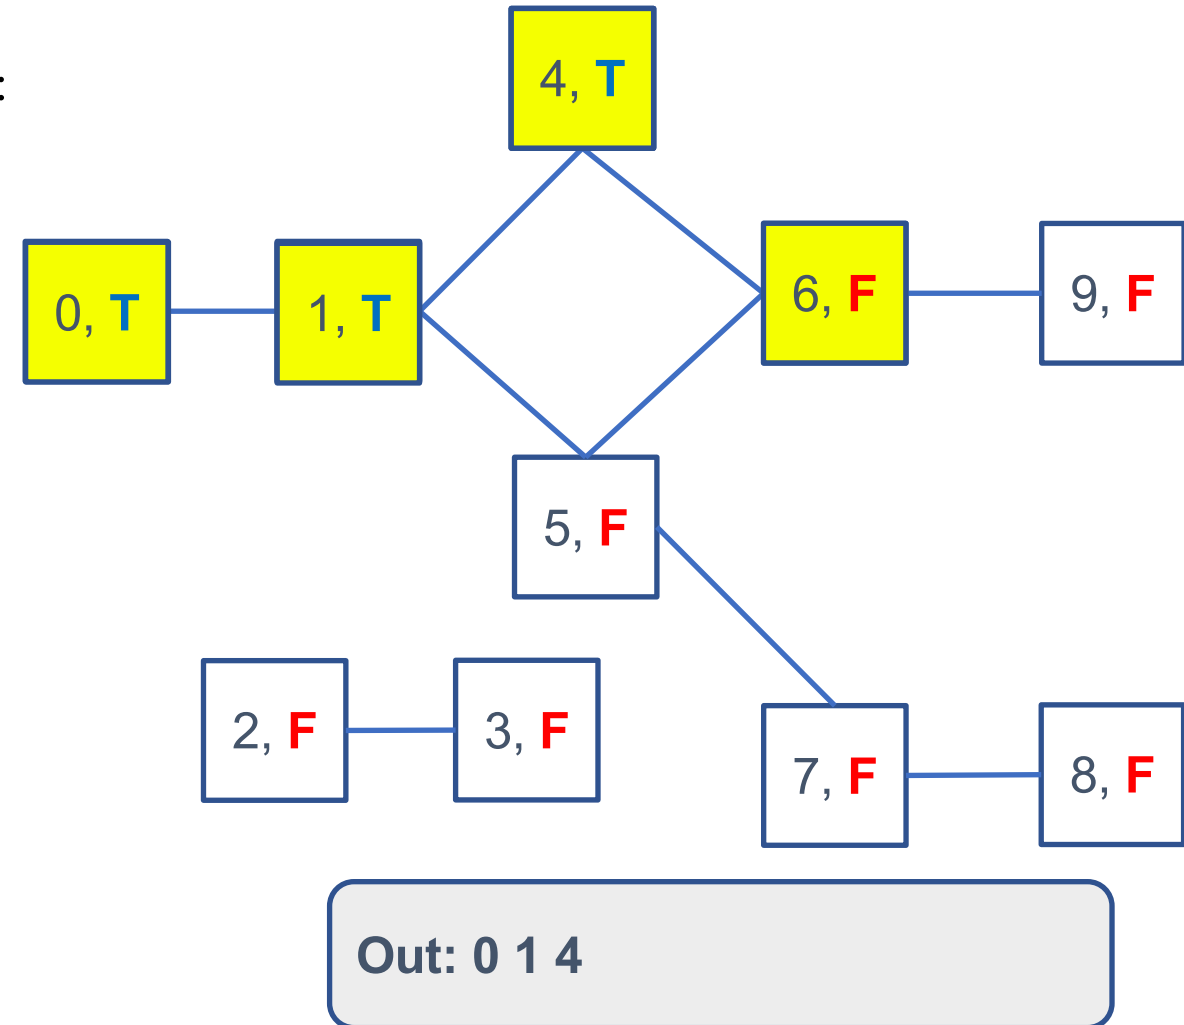 :
4, T
0, T
1, T
6, F
9, F
5, F
2, F
3, F
7, F
8, F
Out: 0 1 4